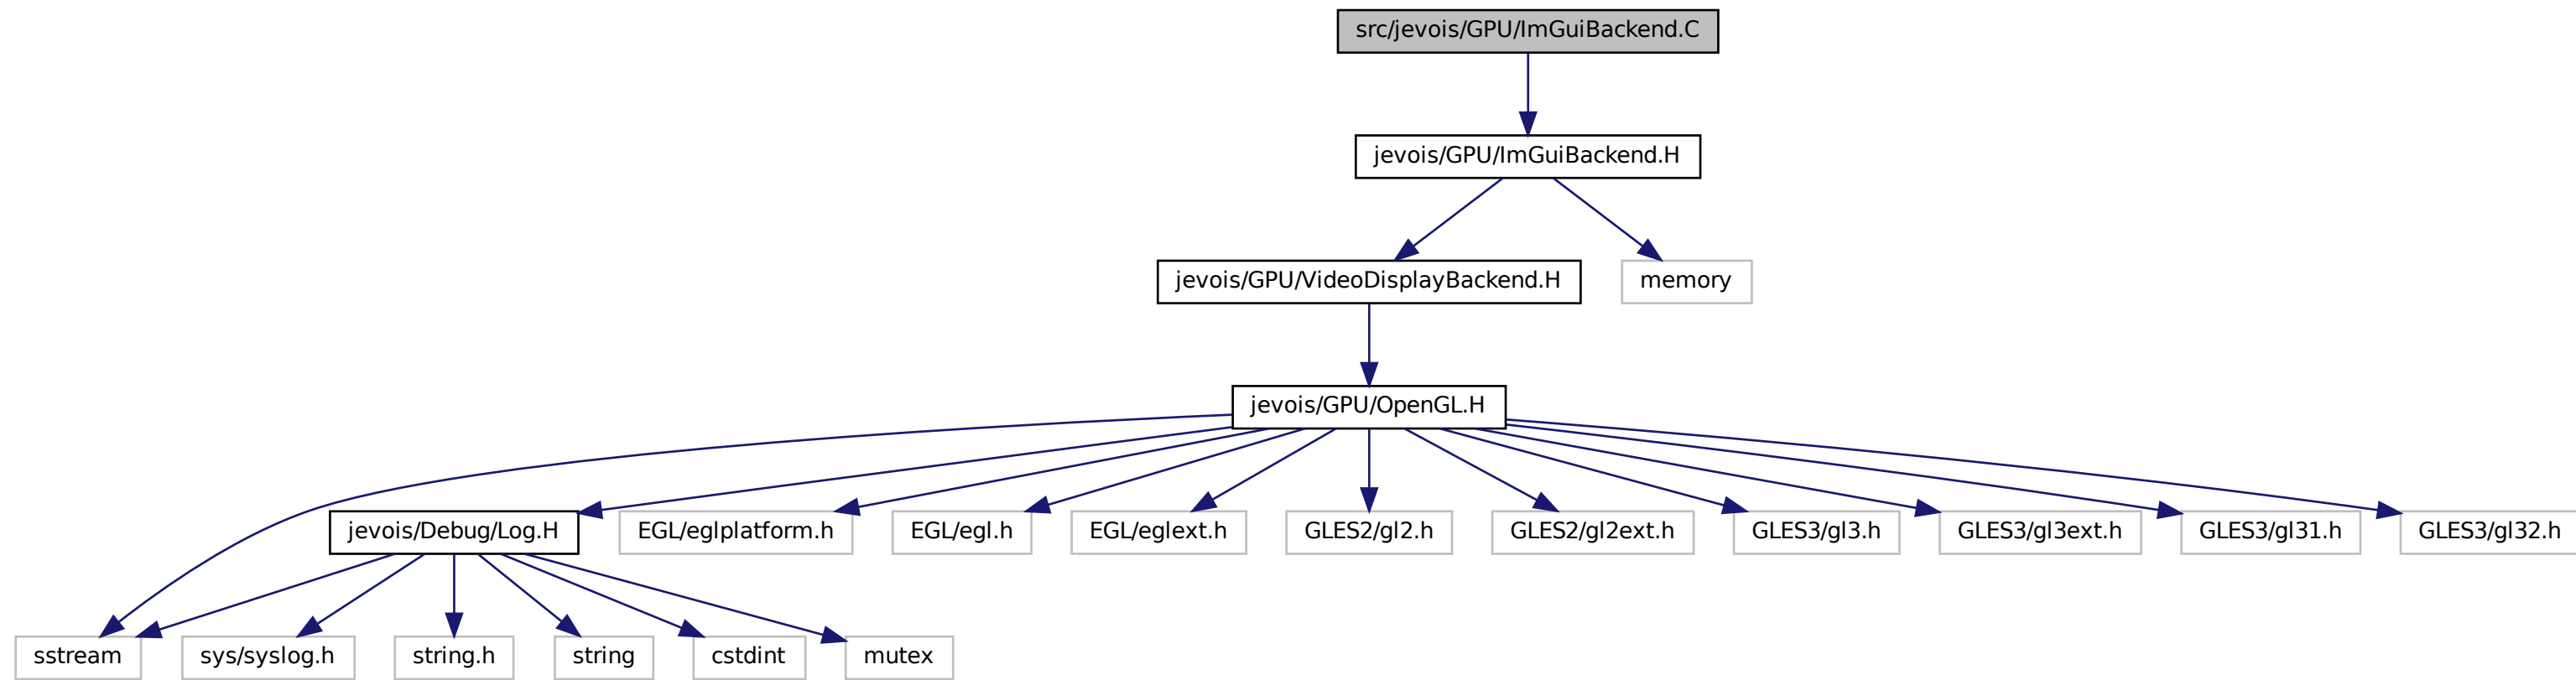 src/jevois/GPU/ImGuiBackend.C
jevois/GPU/ImGuiBackend.H
jevois/GPU/VideoDisplayBackend.H
memory
jevois/GPU/OpenGL.H
jevois/Debug/Log.H
EGL/eglplatform.h
EGL/egl.h
EGL/eglext.h
GLES2/gl2.h
GLES2/gl2ext.h
GLES3/gl3.h
GLES3/gl3ext.h
GLES3/gl31.h
GLES3/gl32.h
sstream
sys/syslog.h
string.h
string
cstdint
mutex